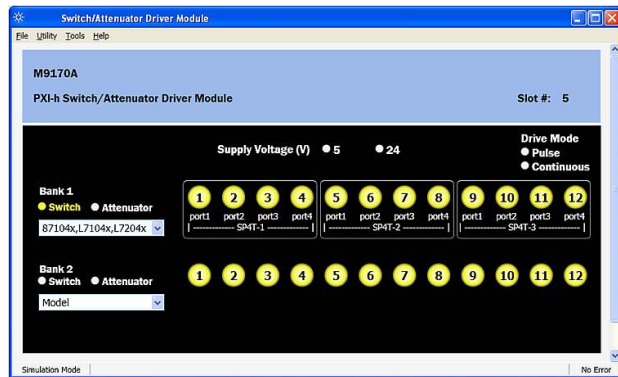 Switch/Attenuator Driver Module
File Utility Tools Help
M9170A
PXI-h Switch/Attenuator Driver Module Slot #: 5
Supply Voltage (V) 5 24
Drive Mode
Pulse
Continuous
Bank 1
Switch Attenuator
87104x,L7104x,L7204x
1 2 3 4 5 6 7 8 9 10 11 12
port1 port2 port3 port4 port1 port2 port3 port4 port1 port2 port3 port4
|------------ SP4T-1 ------------| |------------ SP4T-2 ------------| |------------ SP4T-3 ------------|
Bank 2
Switch Attenuator
Model
1 2 3 4 5 6 7 8 9 10 11 12
Simulation Mode No Error